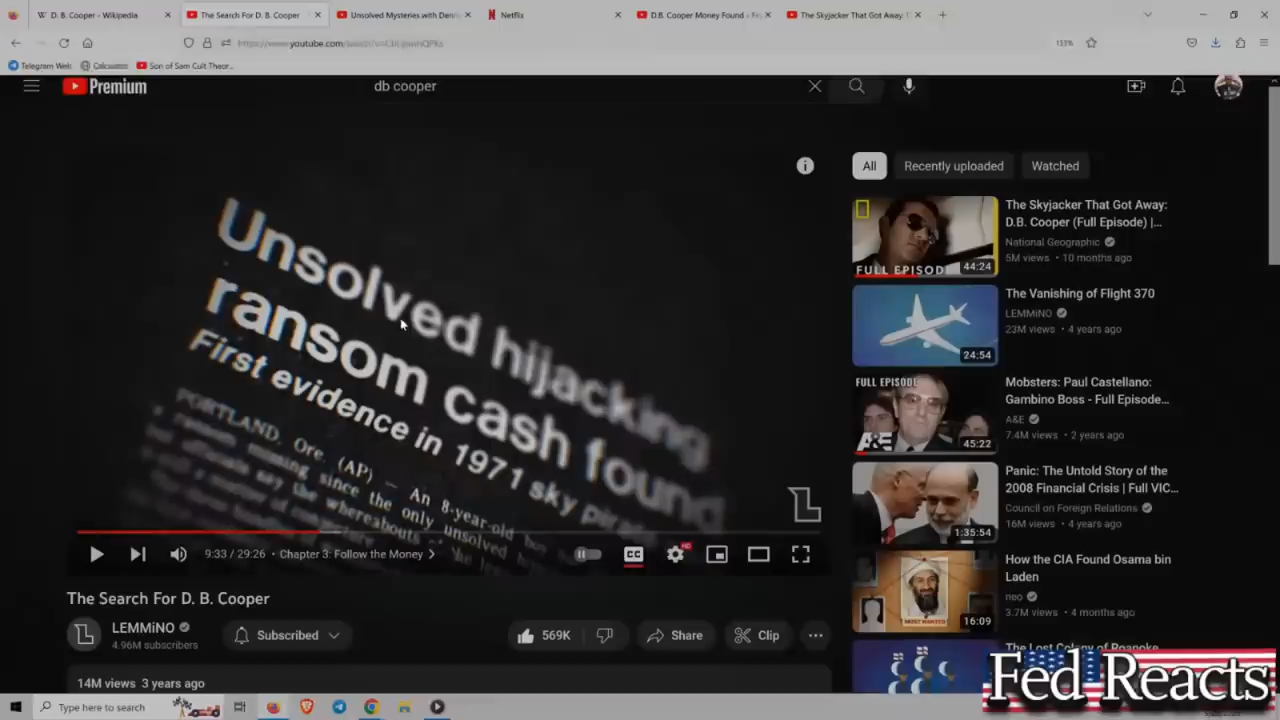 D. B. Cooper - Wikipedia
The Search For D. B. Cooper
Unsolved Mysteries with Denn
Netflix
D.B. Cooper Money Found - F
The Skyjacker That Got Away:
133%
Telegram Web
Calculators
Son of Sam Cult Theor...
Premium
db cooper
Unsolved hijacking
ransom cash found
First evidence in 1971 sky pirac
PORTLAND, Ore (AP) — An 8-year-old
since the only unsolved
the whereabouts
9:33 / 29:26 • Chapter 3: Follow the Money
CC
HD
The Search For D. B. Cooper
LEMMiNO
4.96M subscribers
Subscribed
569K
Share
Clip
14M views 3 years ago
All
Recently uploaded
Watched
FULL EPISODE
44:24
The Skyjacker That Got Away:
D.B. Cooper (Full Episode) |...
National Geographic
5M views • 10 months ago
24:54
The Vanishing of Flight 370
LEMMiNO
23M views • 4 years ago
FULL EPISODE
A&E
45:22
Mobsters: Paul Castellano:
Gambino Boss - Full Episode...
A&E
7.4M views • 2 years ago
1:35:54
Panic: The Untold Story of the
2008 Financial Crisis | Full VIC...
Council on Foreign Relations
16M views • 4 years ago
16:09
How the CIA Found Osama bin
Laden
neo
3.7M views • 4 months ago
The Lost Colony of Roanoke
Fed Reacts
Type here to search